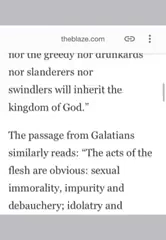 theblaze.com
nor the greedy nor drunkards
nor slanderers nor
swindlers will inherit the
kingdom of God.”
The passage from Galatians
similarly reads: “The acts of the
flesh are obvious: sexual
immorality, impurity and
debauchery; idolatry and